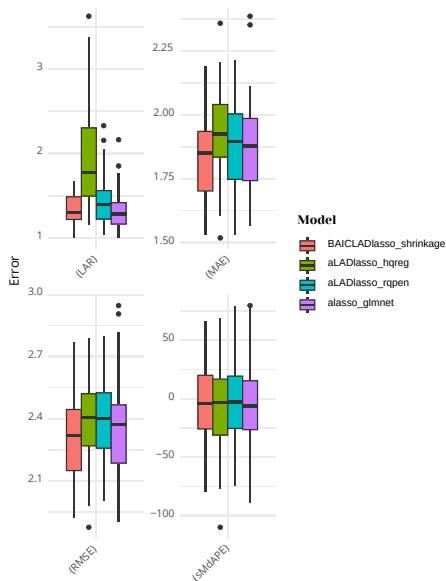 Error
3
2
1
(LAR)
2.25
2.00
1.75
1.50
(MAE)
3.0
2.7
2.4
2.1
(RMSE)
50
0
−50
−100
(sMdAPE)
Model
BAICLADlasso_shrinkage
aLADlasso_hqreg
aLADlasso_rqpen
alasso_glmnet